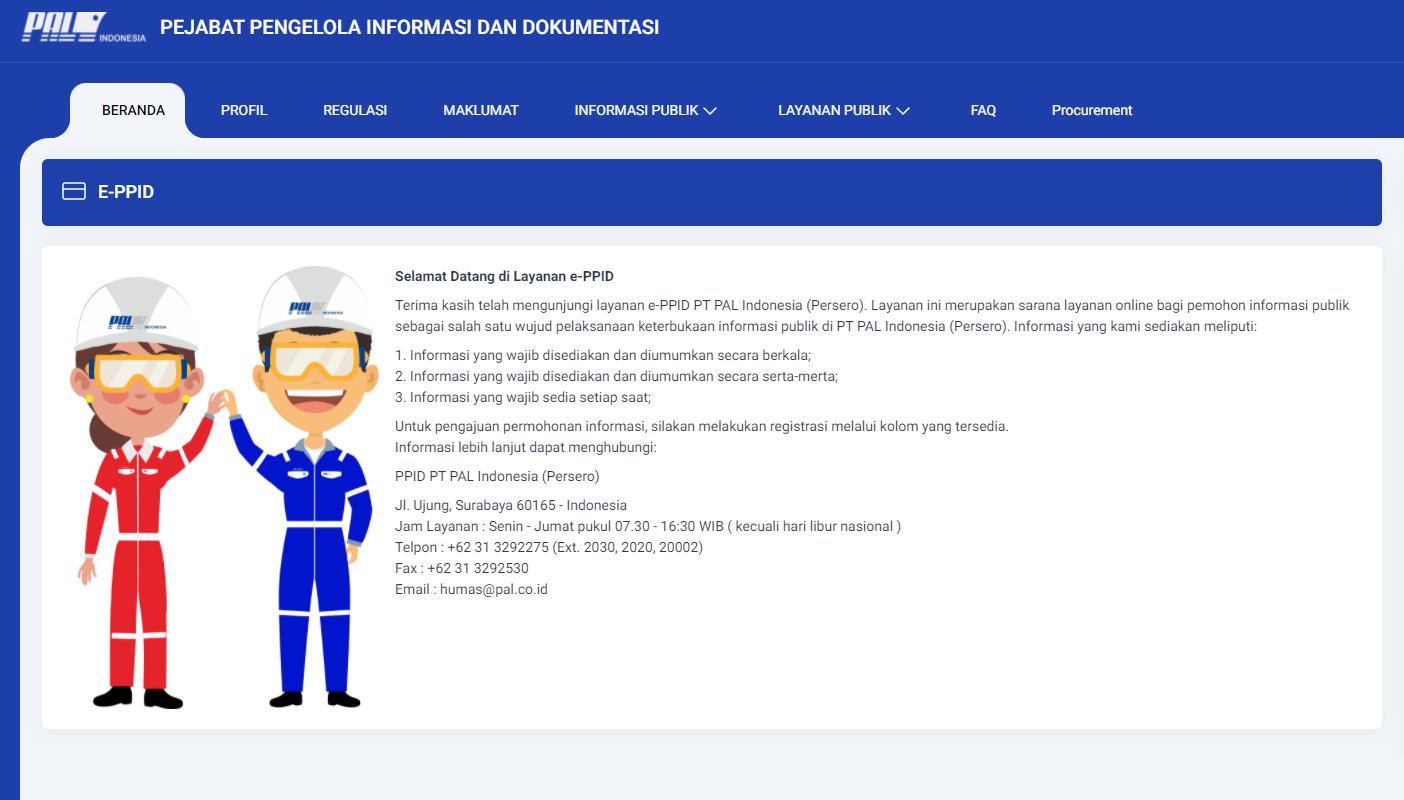 PAL INDONESIA
PEJABAT PENGELOLA INFORMASI DAN DOKUMENTASI
BERANDA PROFIL REGULASI MAKLUMAT INFORMASI PUBLIK LAYANAN PUBLIK FAQ Procurement
E-PPID
PAL INDONESIA
PAL INDONESIA
Selamat Datang di Layanan e-PPID
Terima kasih telah mengunjungi layanan e-PPID PT PAL Indonesia (Persero). Layanan ini merupakan sarana layanan online bagi pemohon informasi publik
sebagai salah satu wujud pelaksanaan keterbukaan informasi publik di PT PAL Indonesia (Persero). Informasi yang kami sediakan meliputi:
1. Informasi yang wajib disediakan dan diumumkan secara berkala;
2. Informasi yang wajib disediakan dan diumumkan secara serta-merta;
3. Informasi yang wajib sedia setiap saat;
Untuk pengajuan permohonan informasi, silakan melakukan registrasi melalui kolom yang tersedia.
Informasi lebih lanjut dapat menghubungi:
PPID PT PAL Indonesia (Persero)
Jl. Ujung, Surabaya 60165 - Indonesia
Jam Layanan : Senin - Jumat pukul 07.30 - 16:30 WIB ( kecuali hari libur nasional )
Telpon : +62 31 3292275 (Ext. 2030, 2020, 20002)
Fax : +62 31 3292530
Email : humas@pal.co.id